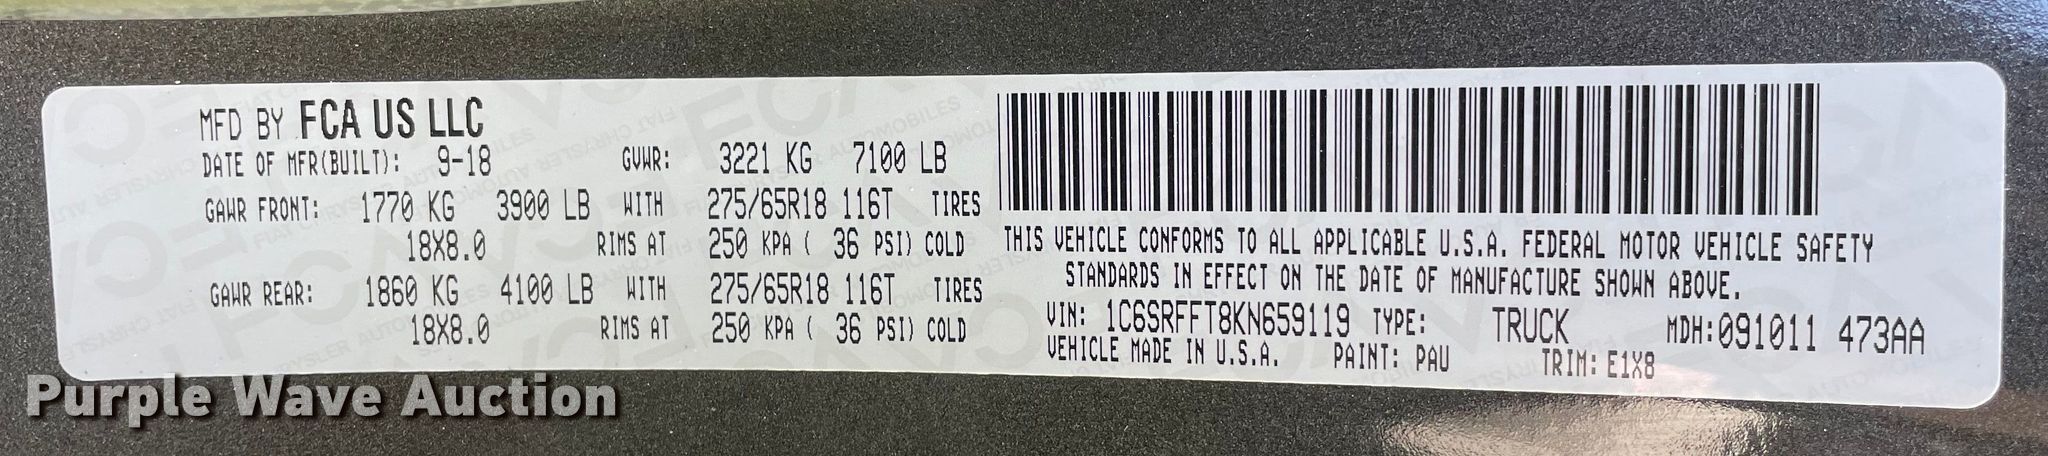 MFD BY FCA US LLC
DATE OF MFR(BUILT): 9-18 GVWR: 3221 KG 7100 LB
GAWR FRONT: 1770 KG 3900 LB WITH 275/65R18 116T TIRES
18X8.0 RIMS AT 250 KPA ( 36 PSI) COLD
GAWR REAR: 1860 KG 4100 LB WITH 275/65R18 116T TIRES
18X8.0 RIMS AT 250 KPA ( 36 PSI) COLD
THIS VEHICLE CONFORMS TO ALL APPLICABLE U.S.A. FEDERAL MOTOR VEHICLE SAFETY
STANDARDS IN EFFECT ON THE DATE OF MANUFACTURE SHOWN ABOVE.
VIN: 1C6SRFFT8KN659119 TYPE: TRUCK MDH:091011 473AA
VEHICLE MADE IN U.S.A. PAINT: PAU TRIM: E1X8
Purple Wave Auction